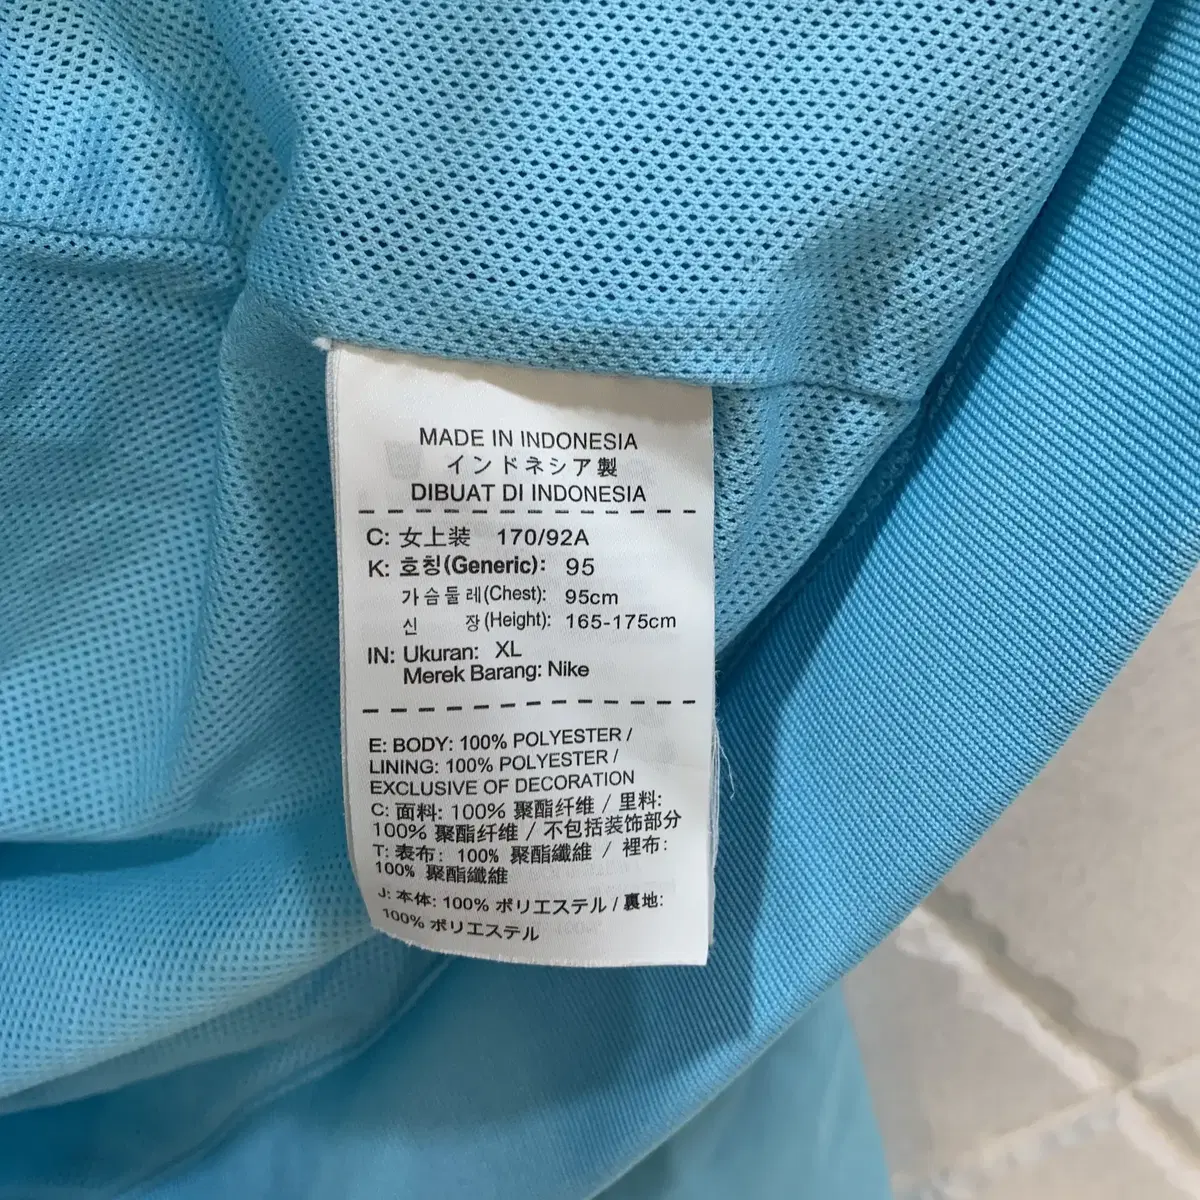 MADE IN INDONESIA
インドネシア製
DIBUAT DI INDONESIA
C: 女上装 170/92A
K: 호칭(Generic): 95
가슴둘레(Chest): 95cm
신 장(Height): 165-175cm
IN: Ukuran: XL
Merek Barang: Nike
E: BODY: 100% POLYESTER /
LINING: 100% POLYESTER /
EXCLUSIVE OF DECORATION
C: 面料: 100% 聚酯纤维 / 里料:
100% 聚酯纤维 / 不包括装饰部分
T: 表布: 100% 聚酯纖維 / 裡布:
100% 聚酯纖維
J: 本体: 100% ポリエステル / 裏地:
100% ポリエステル